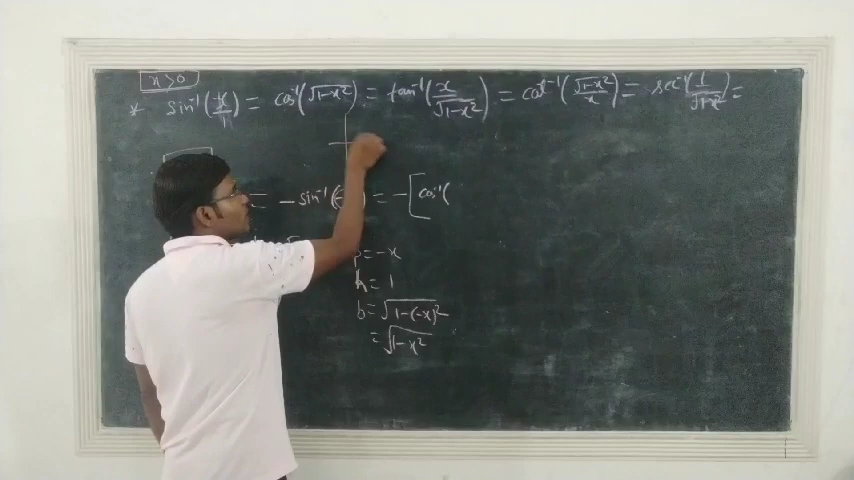 x > 0
* sin⁻¹(x/1) = cos⁻¹(√1-x²) = tan⁻¹(x/√1-x²) = cot⁻¹(√1-x²/x) = sec⁻¹(1/√1-x²) =
= - sin⁻¹(- ) = - [cos⁻¹(
p = -x
h = 1
b = √1-(-x)²
= √1-x²